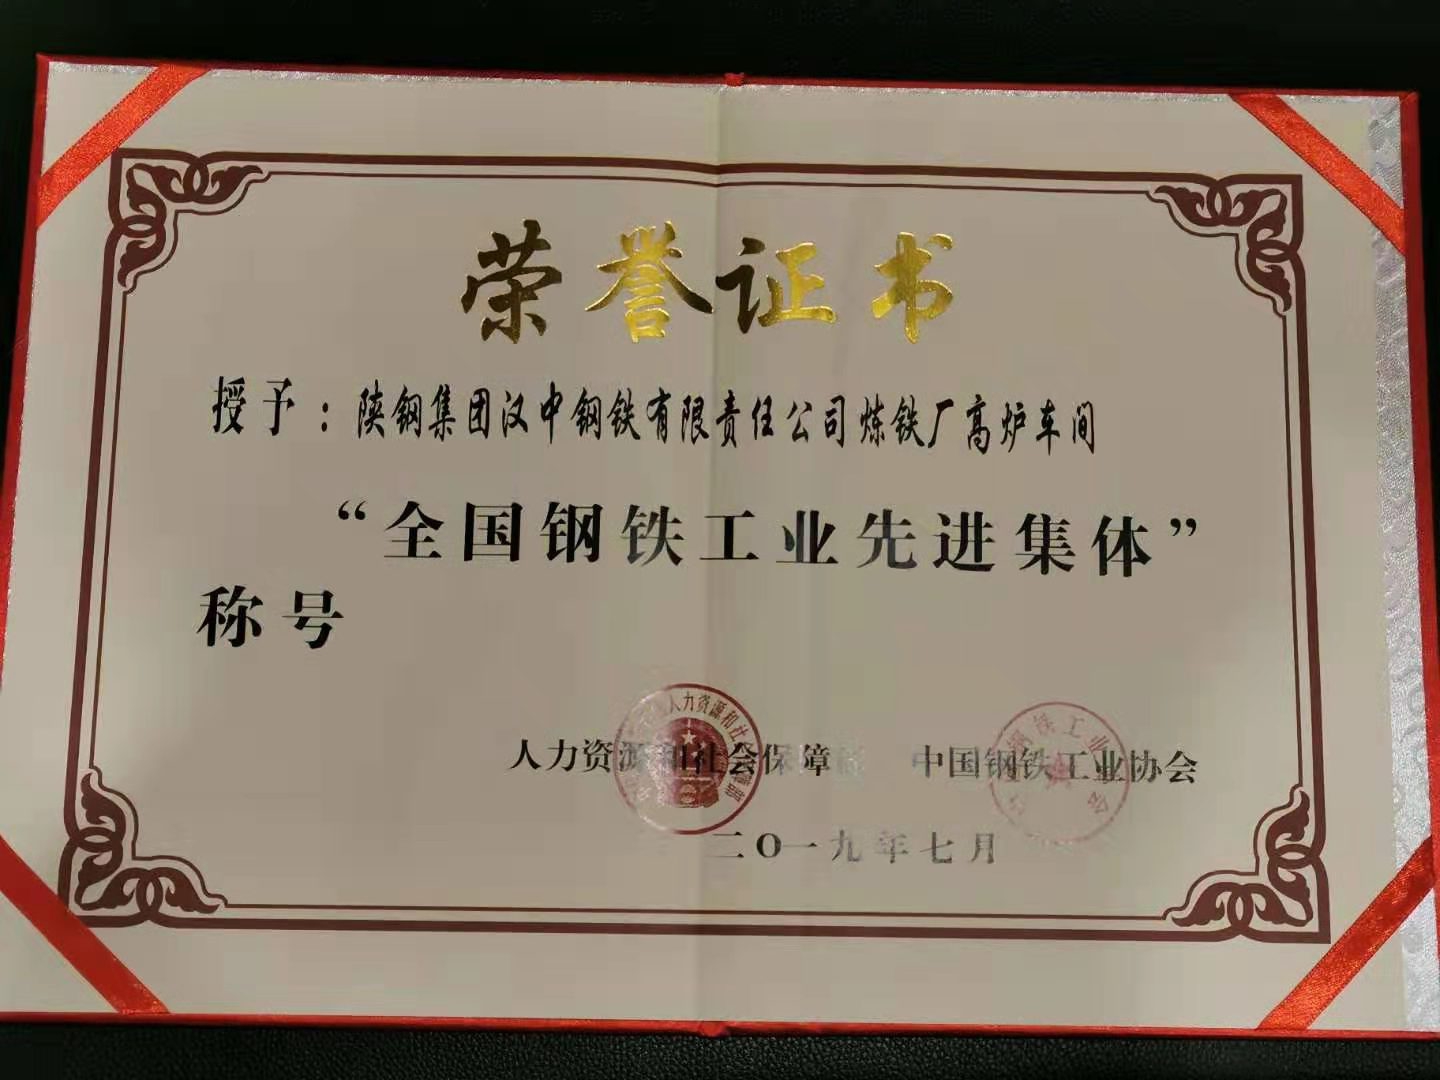 荣誉证书
授予：陕钢集团汉中钢铁有限责任公司炼铁厂高炉车间
“全国钢铁工业先进集体”
称号
人力资源和社会保障部 中国钢铁工业协会
二〇一九年七月